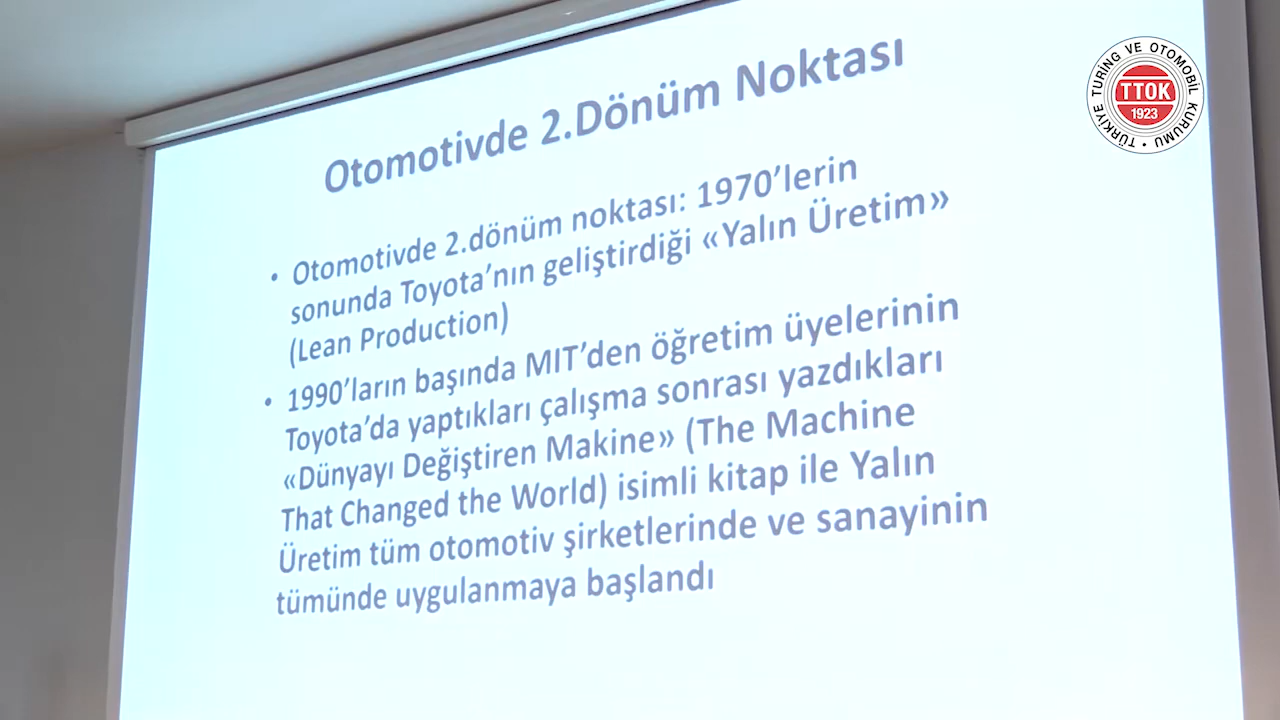 Otomotivde 2.Dönüm Noktası
• Otomotivde 2.dönüm noktası: 1970’lerin
sonunda Toyota’nın geliştirdiği «Yalın Üretim»
(Lean Production)
• 1990’ların başında MIT’den öğretim üyelerinin
Toyota’da yaptıkları çalışma sonrası yazdıkları
«Dünyayı Değiştiren Makine» (The Machine
That Changed the World) isimli kitap ile Yalın
Üretim tüm otomotiv şirketlerinde ve sanayinin
tümünde uygulanmaya başlandı
TÜRKİYE TURİNG VE OTOMOBİL KURUMU •
TTOK
1923